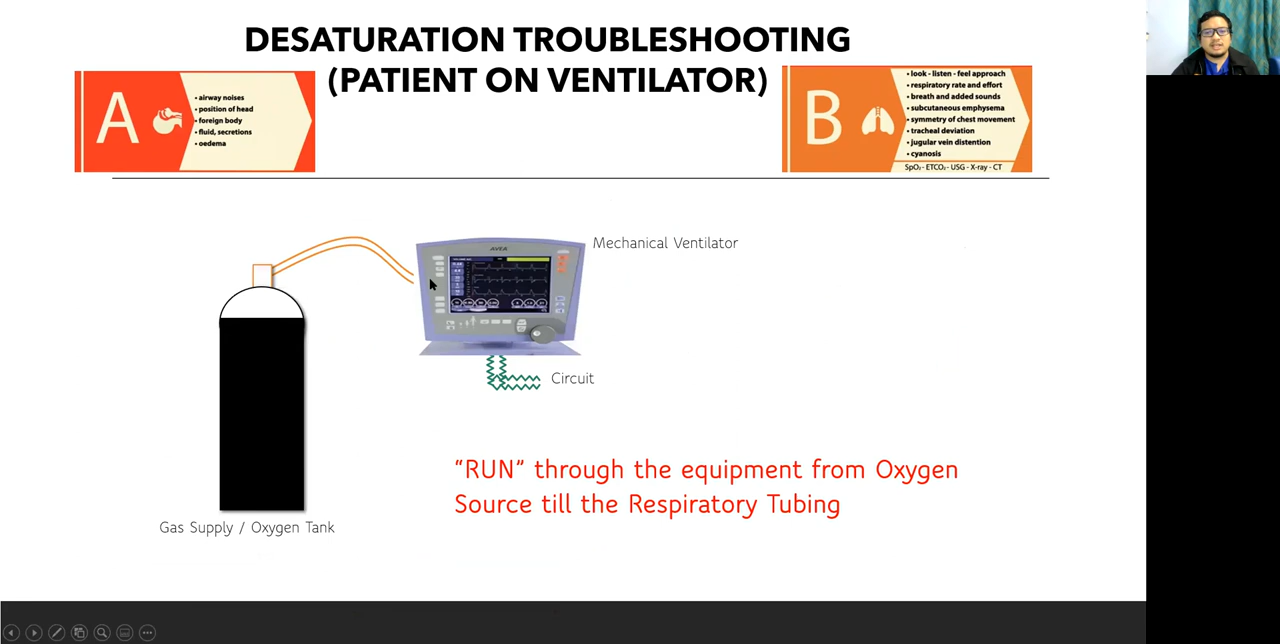 DESATURATION TROUBLESHOOTING
(PATIENT ON VENTILATOR)
A
• airway noises
• position of head
• foreign body
• fluid, secretions
• oedema
B
• look - listen - feel approach
• respiratory rate and effort
• breath and added sounds
• subcutaneous emphysema
• symmetry of chest movement
• tracheal deviation
• jugular vein distention
• cyanosis
SpO₂ - ETCO₂ - USG - X-ray - CT
AVEA
Mechanical Ventilator
Circuit
"RUN" through the equipment from Oxygen
Source till the Respiratory Tubing
Gas Supply / Oxygen Tank